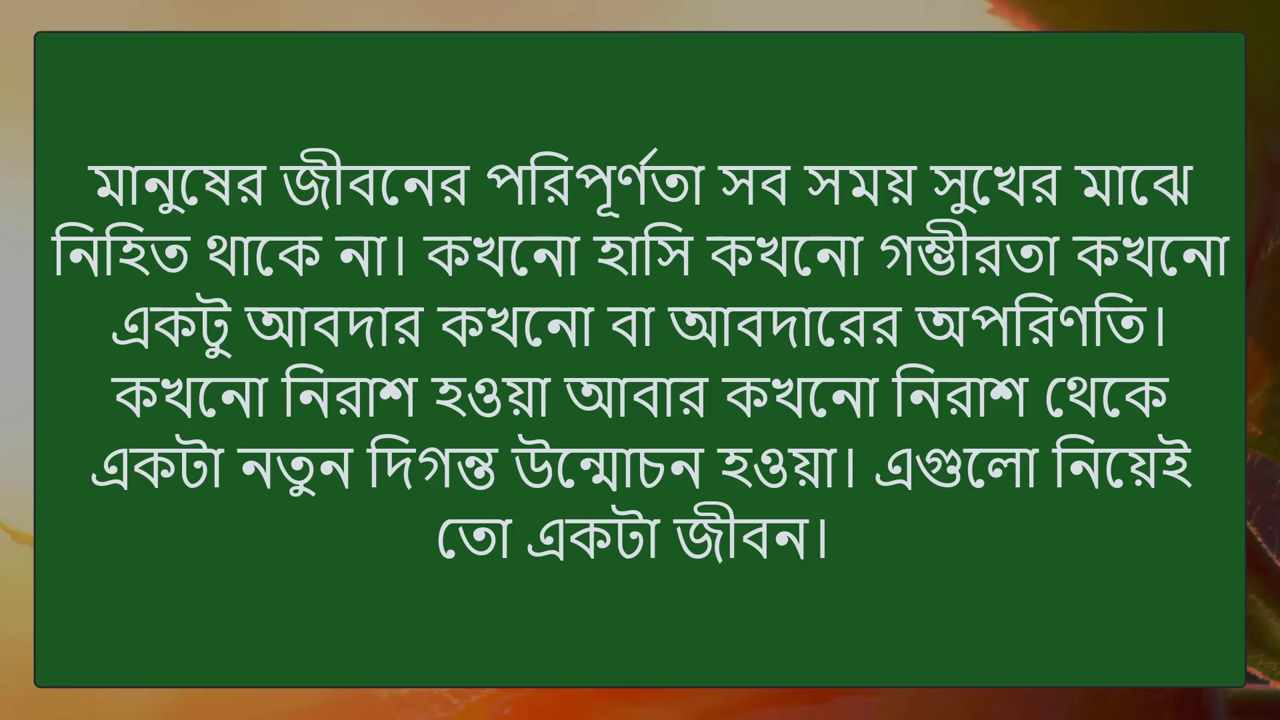 মানুষের জীবনের পরিপূর্ণতা সব সময় সুখের মাঝে
নিহিত থাকে না। কখনো হাসি কখনো গম্ভীরতা কখনো
একটু আবদার কখনো বা আবদারের অপরিণতি।
কখনো নিরাশ হওয়া আবার কখনো নিরাশ থেকে
একটা নতুন দিগন্ত উন্মোচন হওয়া। এগুলো নিয়েই
তো একটা জীবন।